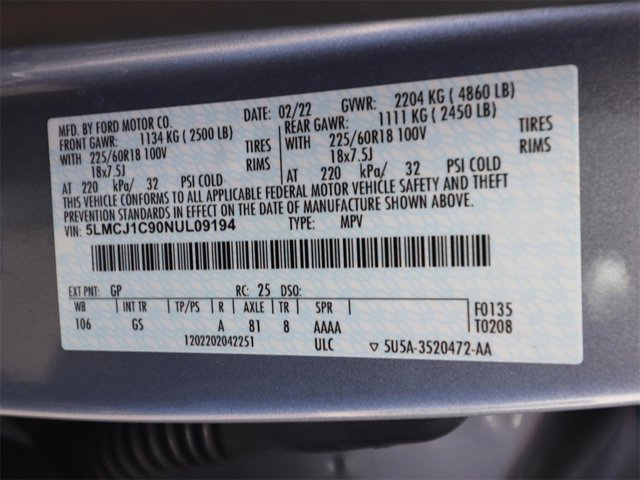 MFD. BY FORD MOTOR CO. DATE: 02/22 GVWR: 2204 KG ( 4860 LB)
FRONT GAWR: 1134 KG ( 2500 LB) REAR GAWR: 1111 KG ( 2450 LB)
WITH 225/60R18 100V TIRES WITH 225/60R18 100V TIRES
18x7.5J RIMS 18x7.5J RIMS
AT 220 kPa/ 32 PSI COLD AT 220 kPa/ 32 PSI COLD
THIS VEHICLE CONFORMS TO ALL APPLICABLE FEDERAL MOTOR VEHICLE SAFETY AND THEFT
PREVENTION STANDARDS IN EFFECT ON THE DATE OF MANUFACTURE SHOWN ABOVE.
VIN: 5LMCJ1C90NUL09194 TYPE: MPV
EXT PNT: GP RC: 25 DSO:
WB INT TR TP/PS R AXLE TR SPR F0135
106 GS A 81 8 AAAA T0208
1202202042251 ULC ▽ 5U5A-3520472-AA